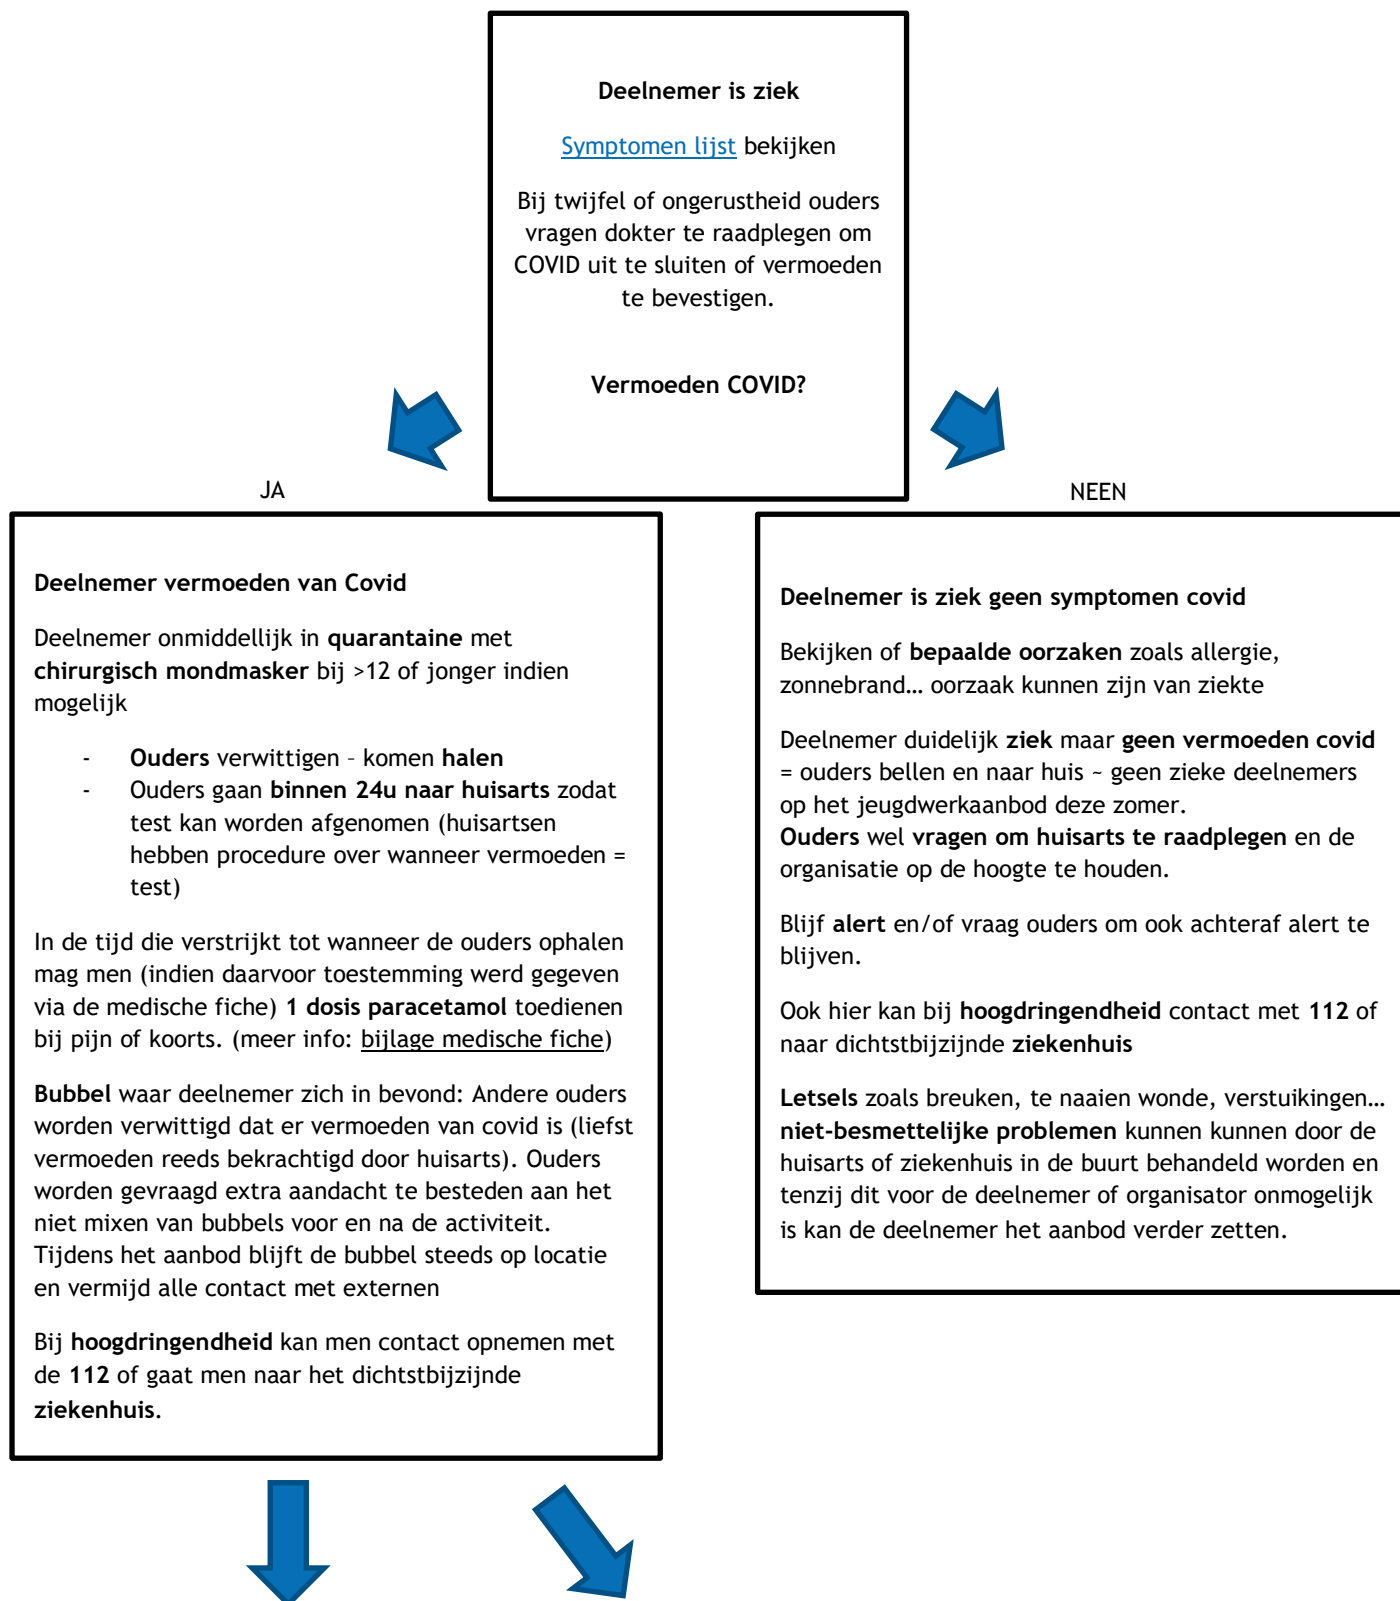 Deelnemer is ziek
Symptomen lijst bekijken
Bij twijfel of ongerustheid ouders
vragen dokter te raadplegen om
COVID uit te sluiten of vermoeden
te bevestigen.
Vermoeden COVID?
JA
NEEN
Deelnemer vermoeden van Covid
Deelnemer onmiddellijk in quarantaine met
chirurgisch mondmasker bij >12 of jonger indien
mogelijk
- Ouders verwittigen – komen halen
- Ouders gaan binnen 24u naar huisarts zodat
test kan worden afgenomen (huisartsen
hebben procedure over wanneer vermoeden =
test)
In de tijd die verstrijkt tot wanneer de ouders ophalen
mag men (indien daarvoor toestemming werd gegeven
via de medische fiche) 1 dosis paracetamol toedienen
bij pijn of koorts. (meer info: bijlage medische fiche)
Bubbel waar deelnemer zich in bevond: Andere ouders
worden verwittigd dat er vermoeden van covid is (liefst
vermoeden reeds bekrachtigd door huisarts). Ouders
worden gevraagd extra aandacht te besteden aan het
niet mixen van bubbels voor en na de activiteit.
Tijdens het aanbod blijft de bubbel steeds op locatie
en vermijd alle contact met externen
Bij hoogdringendheid kan men contact opnemen met
de 112 of gaat men naar het dichtstbijzijnde
ziekenhuis.
Deelnemer is ziek geen symptomen covid
Bekijken of bepaalde oorzaken zoals allergie,
zonnebrand… oorzaak kunnen zijn van ziekte
Deelnemer duidelijk ziek maar geen vermoeden covid
= ouders bellen en naar huis ~ geen zieke deelnemers
op het jeugdwerkaanbod deze zomer.
Ouders wel vragen om huisarts te raadplegen en de
organisatie op de hoogte te houden.
Blijf alert en/of vraag ouders om ook achteraf alert te
blijven.
Ook hier kan bij hoogdringendheid contact met 112 of
naar dichtstbijzijnde ziekenhuis
Letsels zoals breuken, te naaien wonde, verstuikingen…
niet-besmettelijke problemen kunnen kunnen door de
huisarts of ziekenhuis in de buurt behandeld worden en
tenzij dit voor de deelnemer of organisator onmogelijk
is kan de deelnemer het aanbod verder zetten.